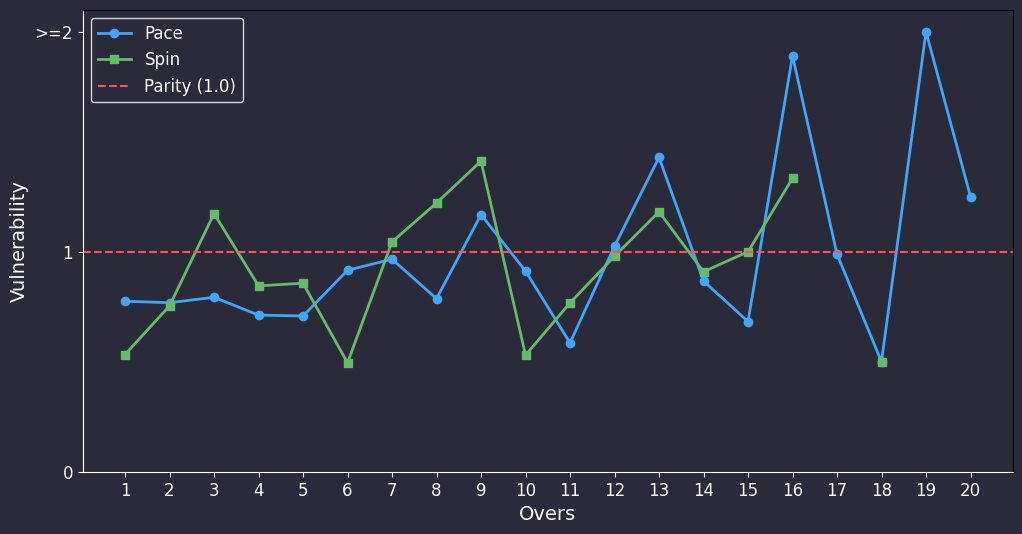 >=2
Pace
Spin
Parity (1.0)
Vulnerability
1
0
1 2 3 4 5 6 7 8 9 10 11 12 13 14 15 16 17 18 19 20
Overs